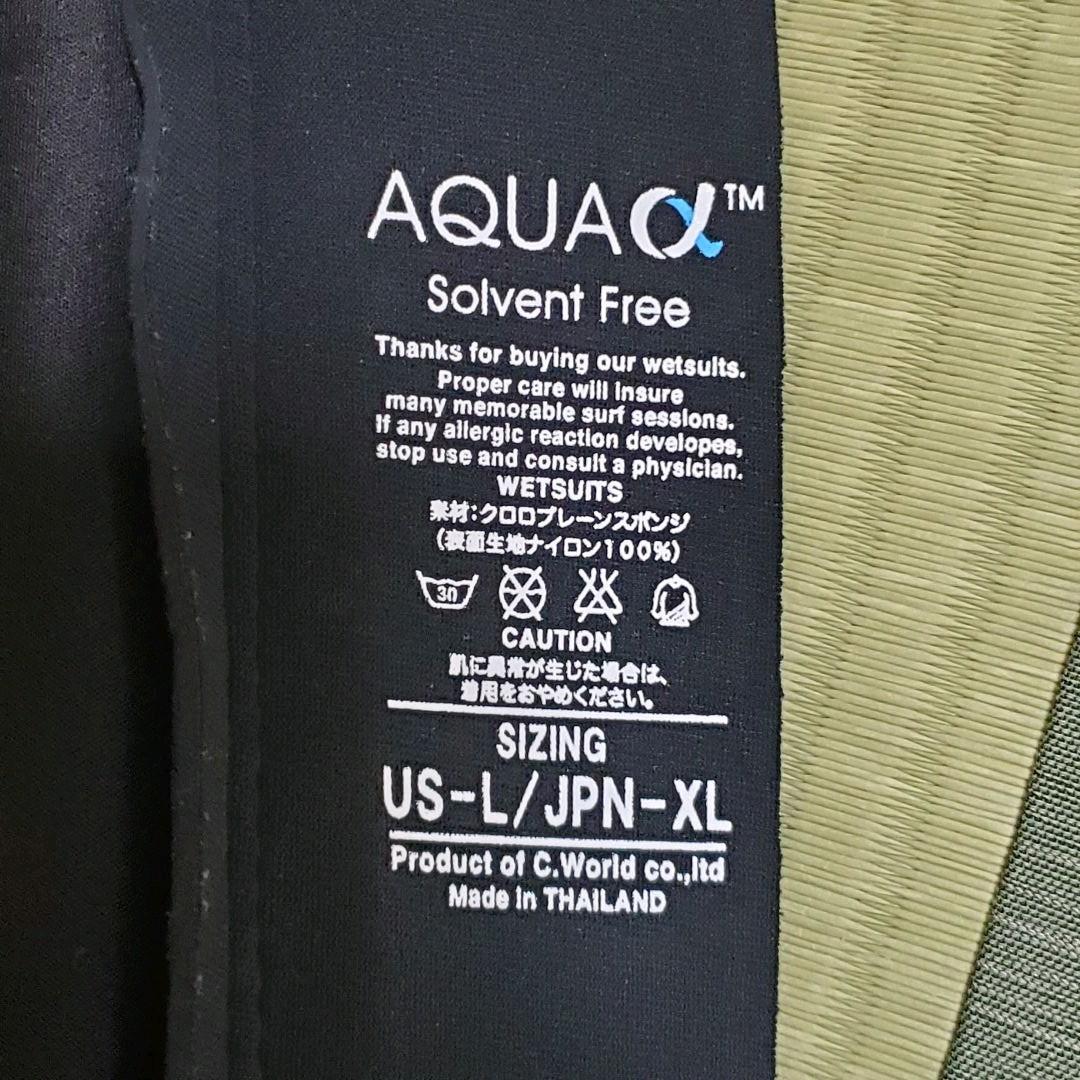 AQUAα™
Solvent Free
Thanks for buying our wetsuits.
Proper care will insure
many memorable surf sessions.
If any allergic reaction developes,
stop use and consult a physician.
WETSUITS
素材:クロロプレーンスポンジ
(表面生地ナイロン100%)
30
CAUTION
肌に異常が生じた場合は、
着用をおやめください。
SIZING
US-L/JPN-XL
Product of C.World co.,ltd
Made in THAILAND